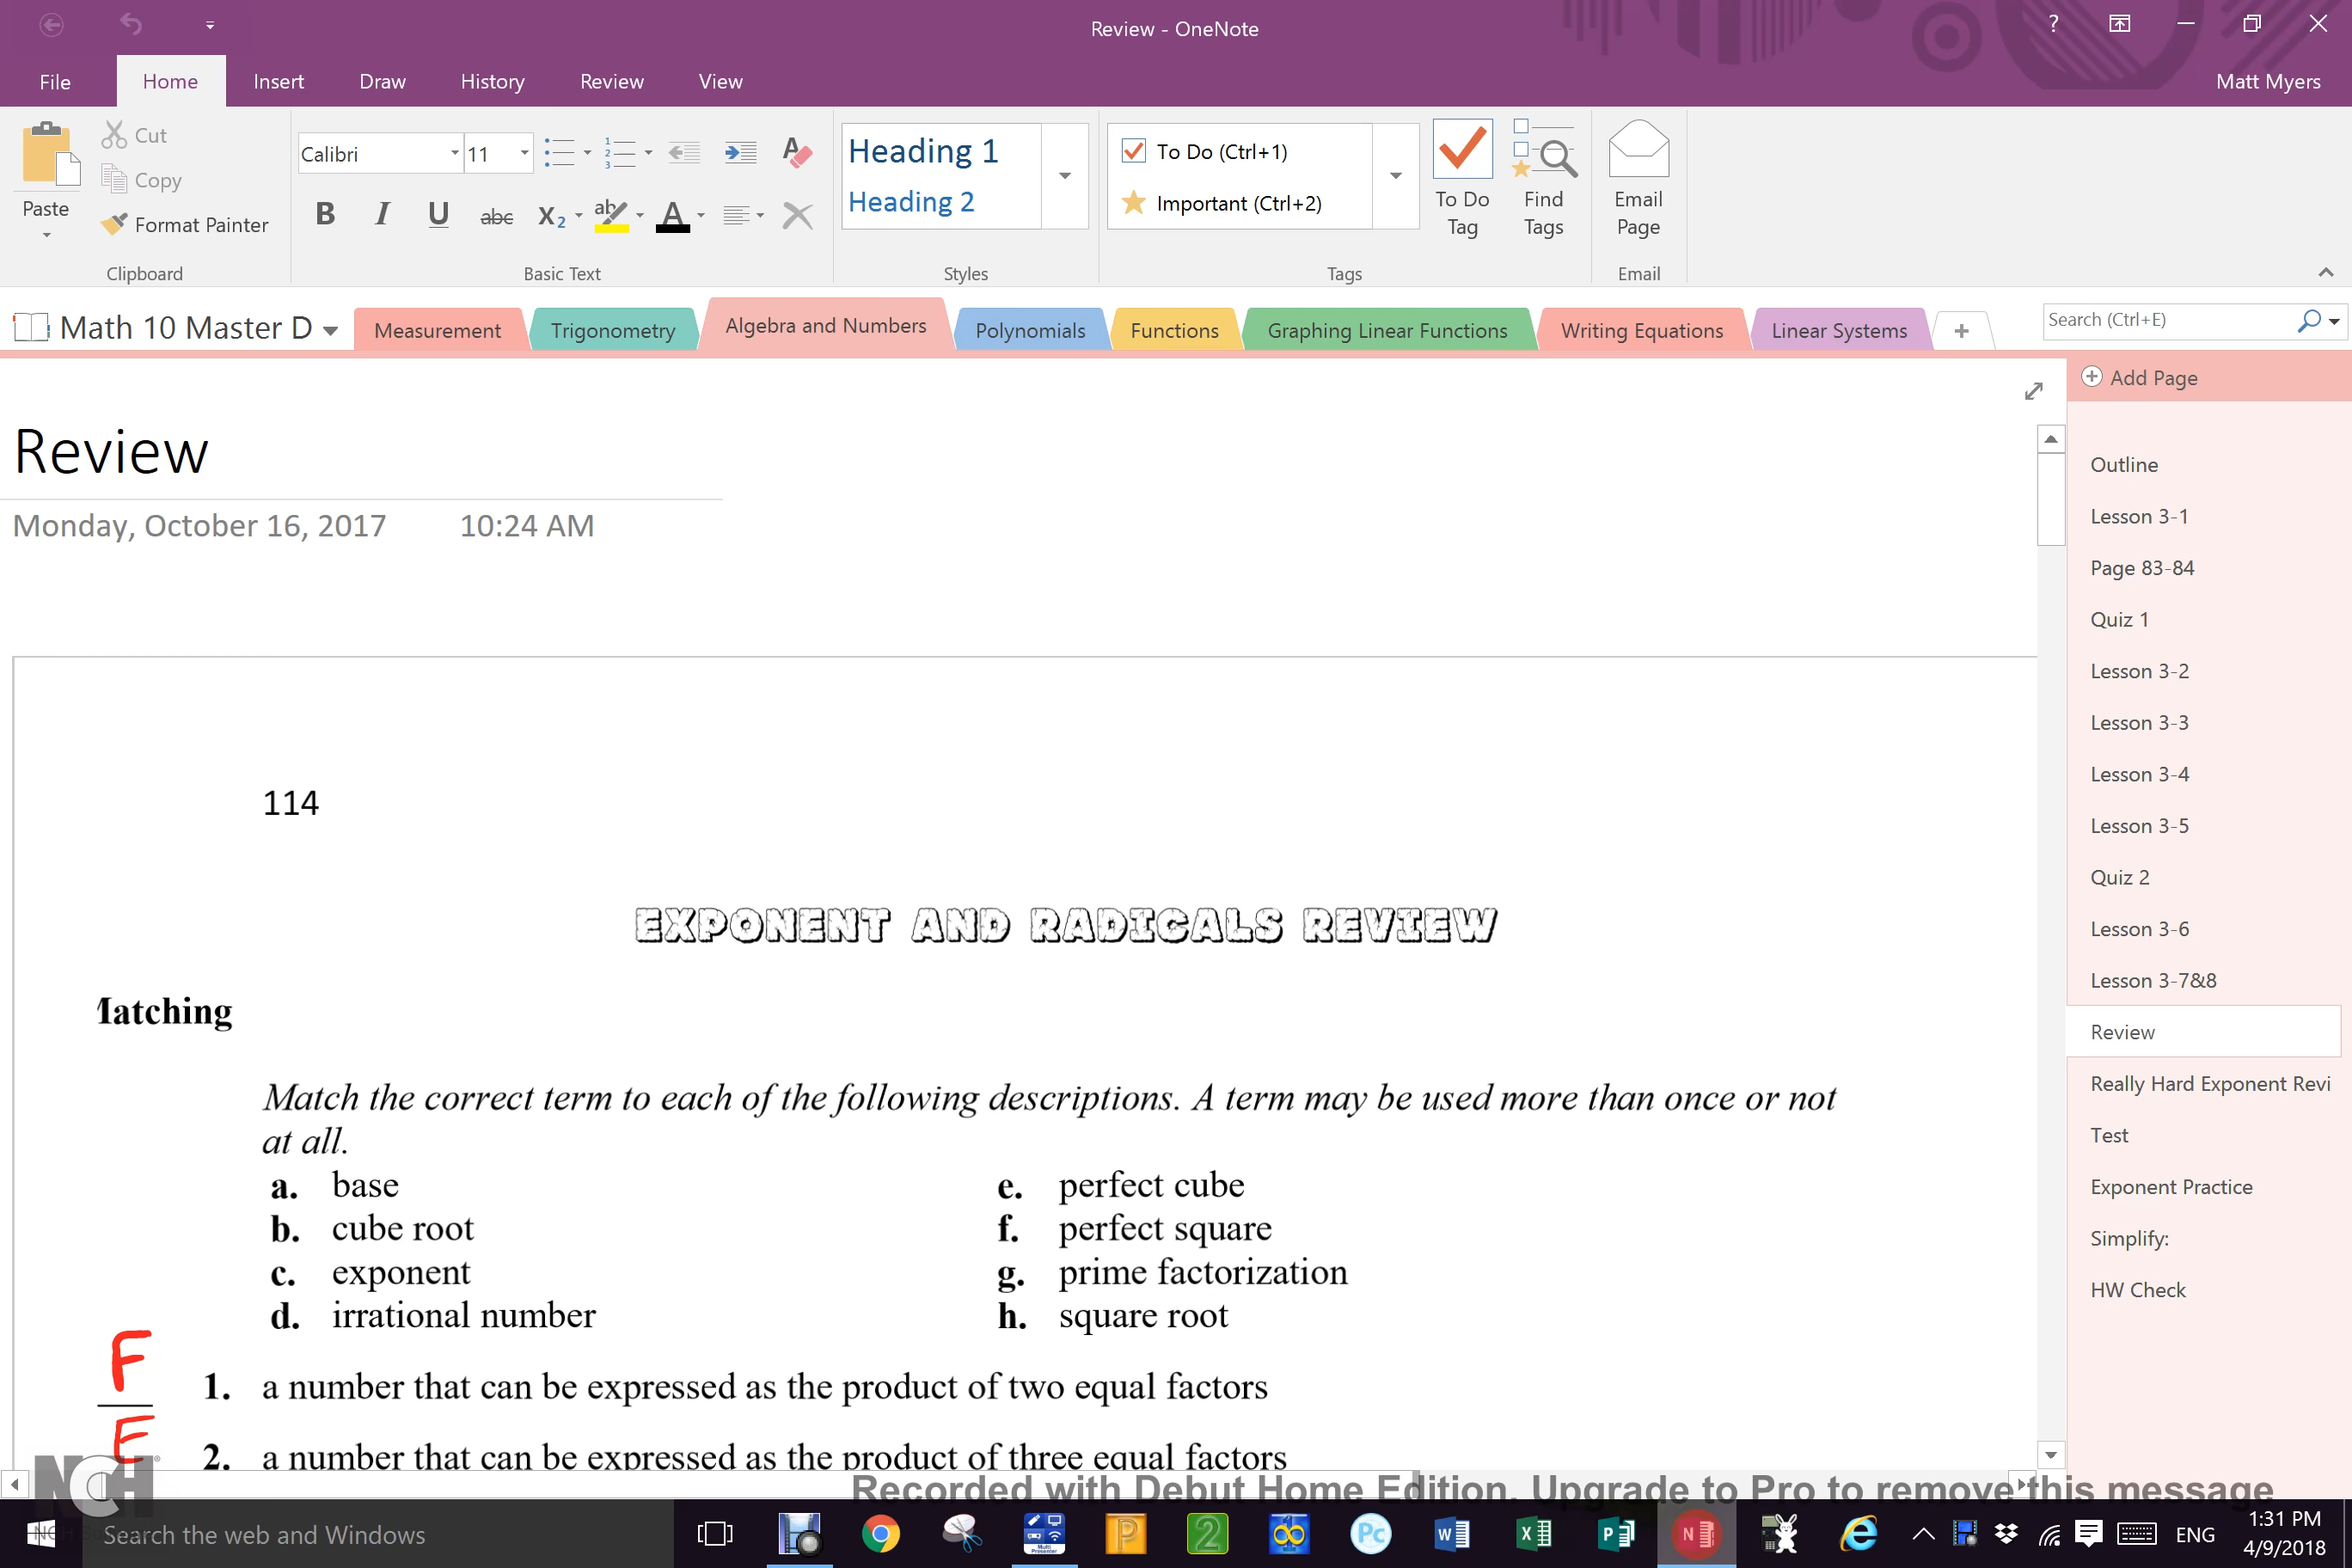 Review - OneNote
?
File Home Insert Draw History Review View Matt Myers
Paste
Cut
Copy
Format Painter
Clipboard
Calibri 11
B I U abc X2 ab A
Basic Text
Heading 1
Heading 2
Styles
To Do (Ctrl+1)
Important (Ctrl+2)
To Do Tag
Find Tags
Tags
Email Page
Email
Math 10 Master D
Measurement Trigonometry Algebra and Numbers Polynomials Functions Graphing Linear Functions Writing Equations Linear Systems +
Search (Ctrl+E)
Review
Monday, October 16, 2017 10:24 AM
114
EXPONENT AND RADICALS REVIEW
Matching
Match the correct term to each of the following descriptions. A term may be used more than once or not
at all.
a. base e. perfect cube
b. cube root f. perfect square
c. exponent g. prime factorization
d. irrational number h. square root
F 1. a number that can be expressed as the product of two equal factors
E 2. a number that can be expressed as the product of three equal factors
Add Page
Outline
Lesson 3-1
Page 83-84
Quiz 1
Lesson 3-2
Lesson 3-3
Lesson 3-4
Lesson 3-5
Quiz 2
Lesson 3-6
Lesson 3-7&8
Review
Really Hard Exponent Revi
Test
Exponent Practice
Simplify:
HW Check
NCH
Recorded with Debut Home Edition. Upgrade to Pro to remove this message
Search the web and Windows
ENG
1:31 PM
4/9/2018